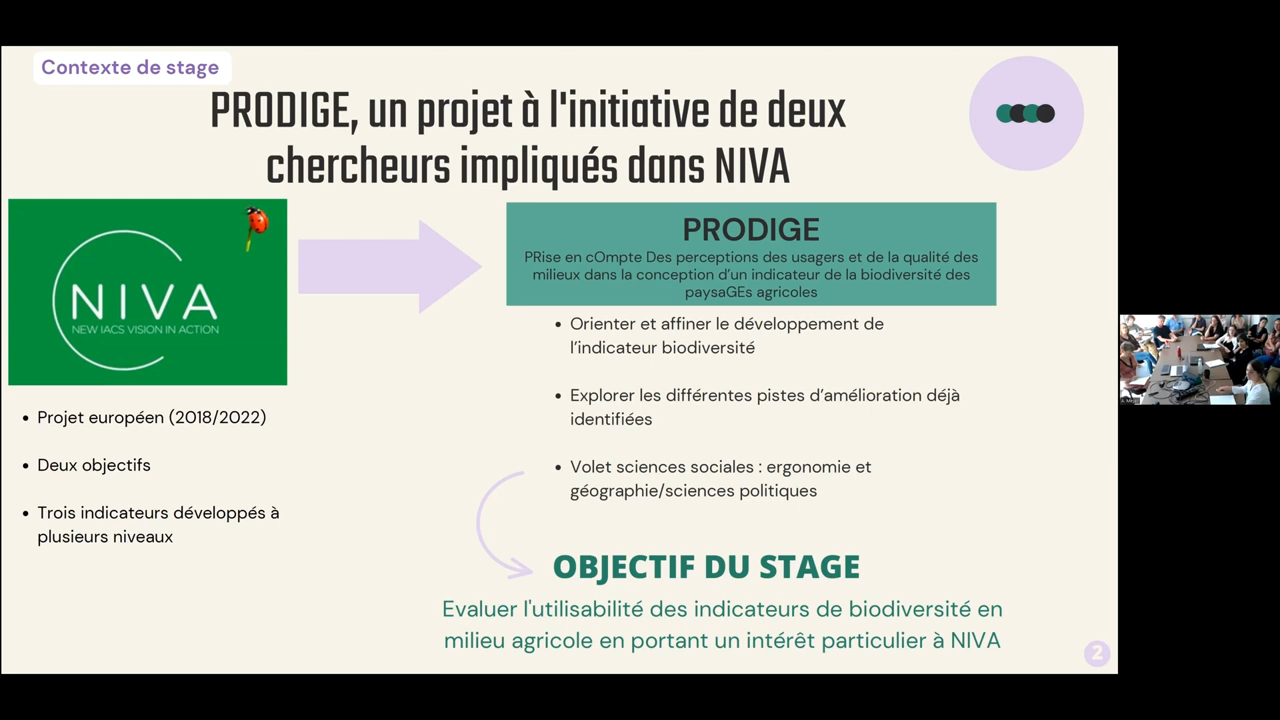 Contexte de stage
PRODIGE, un projet à l'initiative de deux
chercheurs impliqués dans NIVA
NIVA
NEW IACS VISION IN ACTION
Projet européen (2018/2022)
Deux objectifs
Trois indicateurs développés à
plusieurs niveaux
PRODIGE
PRise en cOmpte Des perceptions des usagers et de la qualité des
milieux dans la conception d'un indicateur de la biodiversité des
paysaGEs agricoles
Orienter et affiner le développement de
l'indicateur biodiversité
Explorer les différentes pistes d'amélioration déjà
identifiées
Volet sciences sociales : ergonomie et
géographie/sciences politiques
OBJECTIF DU STAGE
Evaluer l'utilisabilité des indicateurs de biodiversité en
milieu agricole en portant un intérêt particulier à NIVA
2